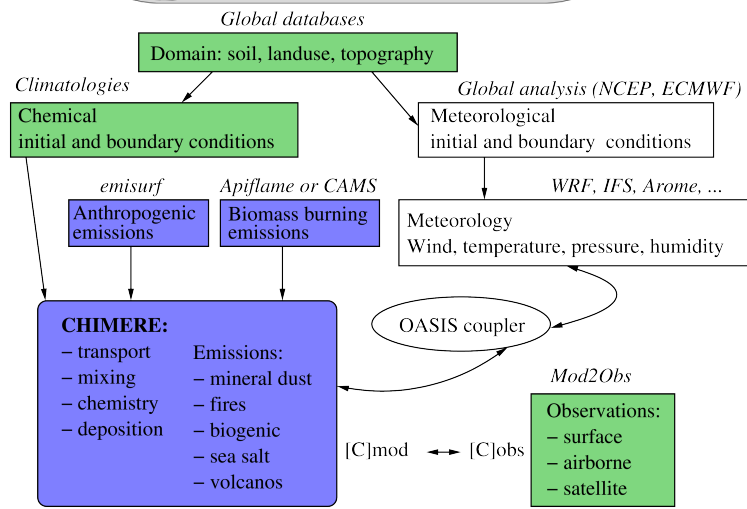 Global databases
Domain: soil, landuse, topography
Climatologies
Global analysis (NCEP, ECMWF)
Chemical
initial and boundary conditions
Meteorological
initial and boundary conditions
emisurf
Apiflame or CAMS
WRF, IFS, Arome, ...
Anthropogenic
emissions
Biomass burning
emissions
Meteorology
Wind, temperature, pressure, humidity
CHIMERE:
– transport
– mixing
– chemistry
– deposition
Emissions:
– mineral dust
– fires
– biogenic
– sea salt
– volcanos
OASIS coupler
Mod2Obs
[C]mod
[C]obs
Observations:
– surface
– airborne
– satellite